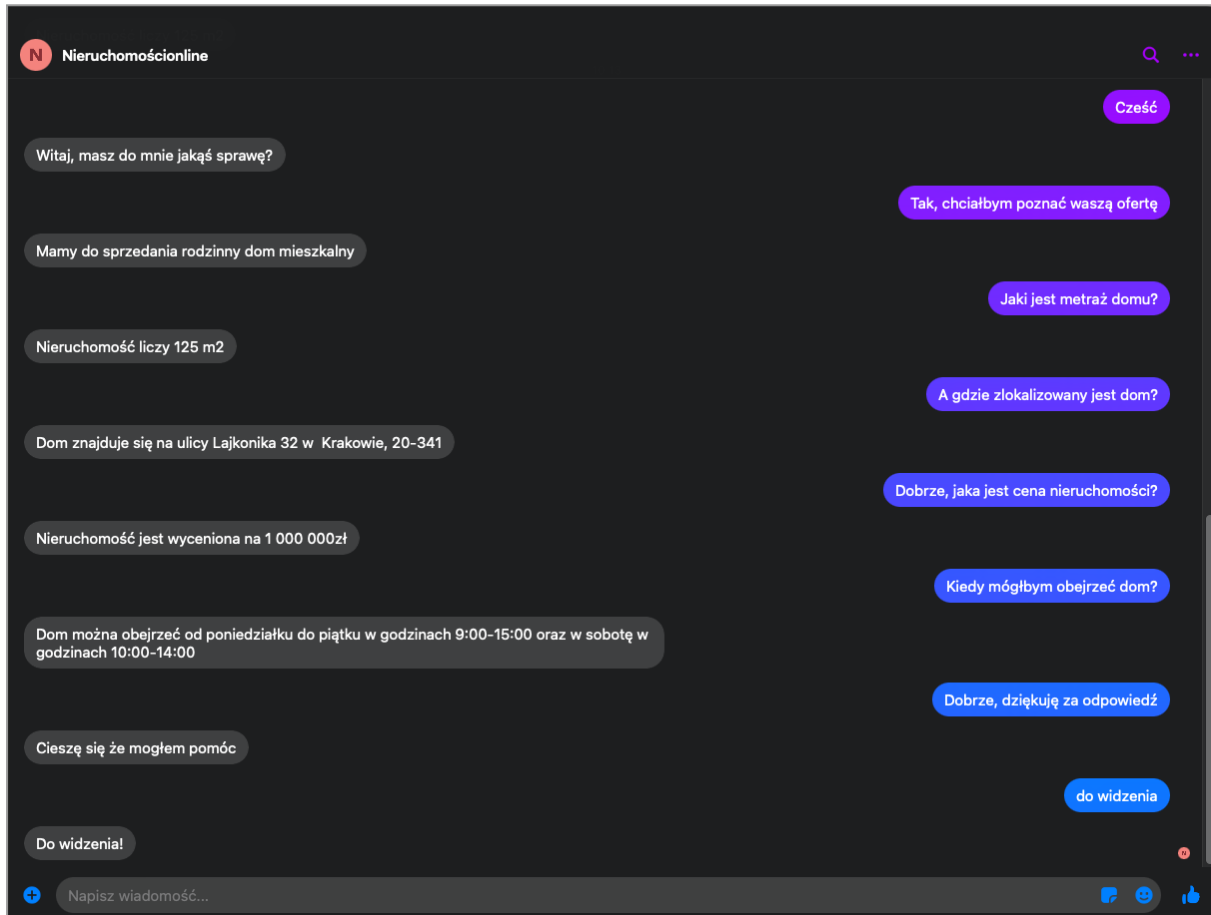 N Nieruchomościonline
Cześć
Witaj, masz do mnie jakąś sprawę?
Tak, chciałbym poznać waszą ofertę
Mamy do sprzedania rodzinny dom mieszkalny
Jaki jest metraż domu?
Nieruchomość liczy 125 m2
A gdzie zlokalizowany jest dom?
Dom znajduje się na ulicy Lajkonika 32 w  Krakowie, 20-341
Dobrze, jaka jest cena nieruchomości?
Nieruchomość jest wyceniona na 1 000 000zł
Kiedy mógłbym obejrzeć dom?
Dom można obejrzeć od poniedziałku do piątku w godzinach 9:00-15:00 oraz w sobotę w
godzinach 10:00-14:00
Dobrze, dziękuję za odpowiedź
Cieszę się że mogłem pomóc
do widzenia
Do widzenia!
N
Napisz wiadomość...